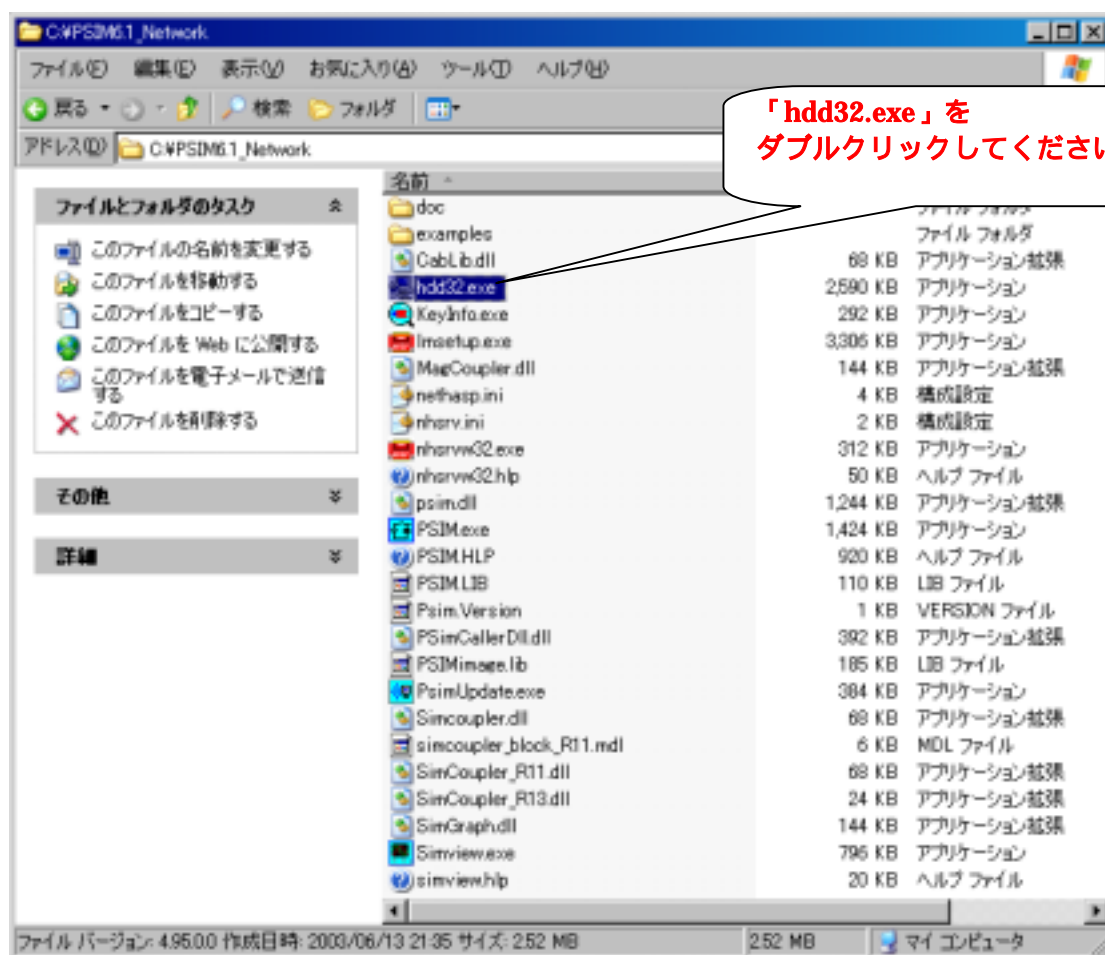 C:¥PSIM6.1_Network
ファイル(F) 編集(E) 表示(V) お気に入り(A) ツール(T) ヘルプ(H)
戻る 検索 フォルダ
アドレス(D) C:¥PSIM6.1_Network
「hdd32.exe」を
ダブルクリックしてください
ファイルとフォルダのタスク
このファイルの名前を変更する
このファイルを移動する
このファイルをコピーする
このファイルを Web に公開する
このファイルを電子メールで送信
する
このファイルを削除する
その他
詳細
名前
doc ファイル フォルダ
examples ファイル フォルダ
CabLib.dll 68 KB アプリケーション拡張
hdd32.exe 2,590 KB アプリケーション
KeyInfo.exe 292 KB アプリケーション
lmsetup.exe 3,306 KB アプリケーション
MagCoupler.dll 144 KB アプリケーション拡張
nethasp.ini 4 KB 構成設定
nhsrv.ini 2 KB 構成設定
nhsrvw32.exe 312 KB アプリケーション
nhsrvw32.hlp 50 KB ヘルプ ファイル
psim.dll 1,244 KB アプリケーション拡張
PSIM.exe 1,424 KB アプリケーション
PSIM.HLP 920 KB ヘルプ ファイル
PSIM.LIB 110 KB LIB ファイル
Psim.Version 1 KB VERSION ファイル
PSimCallerDll.dll 392 KB アプリケーション拡張
PSIMimage.lib 185 KB LIB ファイル
PsimUpdate.exe 384 KB アプリケーション
Simcoupler.dll 68 KB アプリケーション拡張
simcoupler_block_R11.mdl 6 KB MDL ファイル
SimCoupler_R11.dll 68 KB アプリケーション拡張
SimCoupler_R13.dll 24 KB アプリケーション拡張
SimGraph.dll 144 KB アプリケーション拡張
Simview.exe 796 KB アプリケーション
simview.hlp 20 KB ヘルプ ファイル
ファイル バージョン: 4.95.0.0 作成日時: 2003/06/13 21:35 サイズ: 2.52 MB 2.52 MB マイ コンピュータ